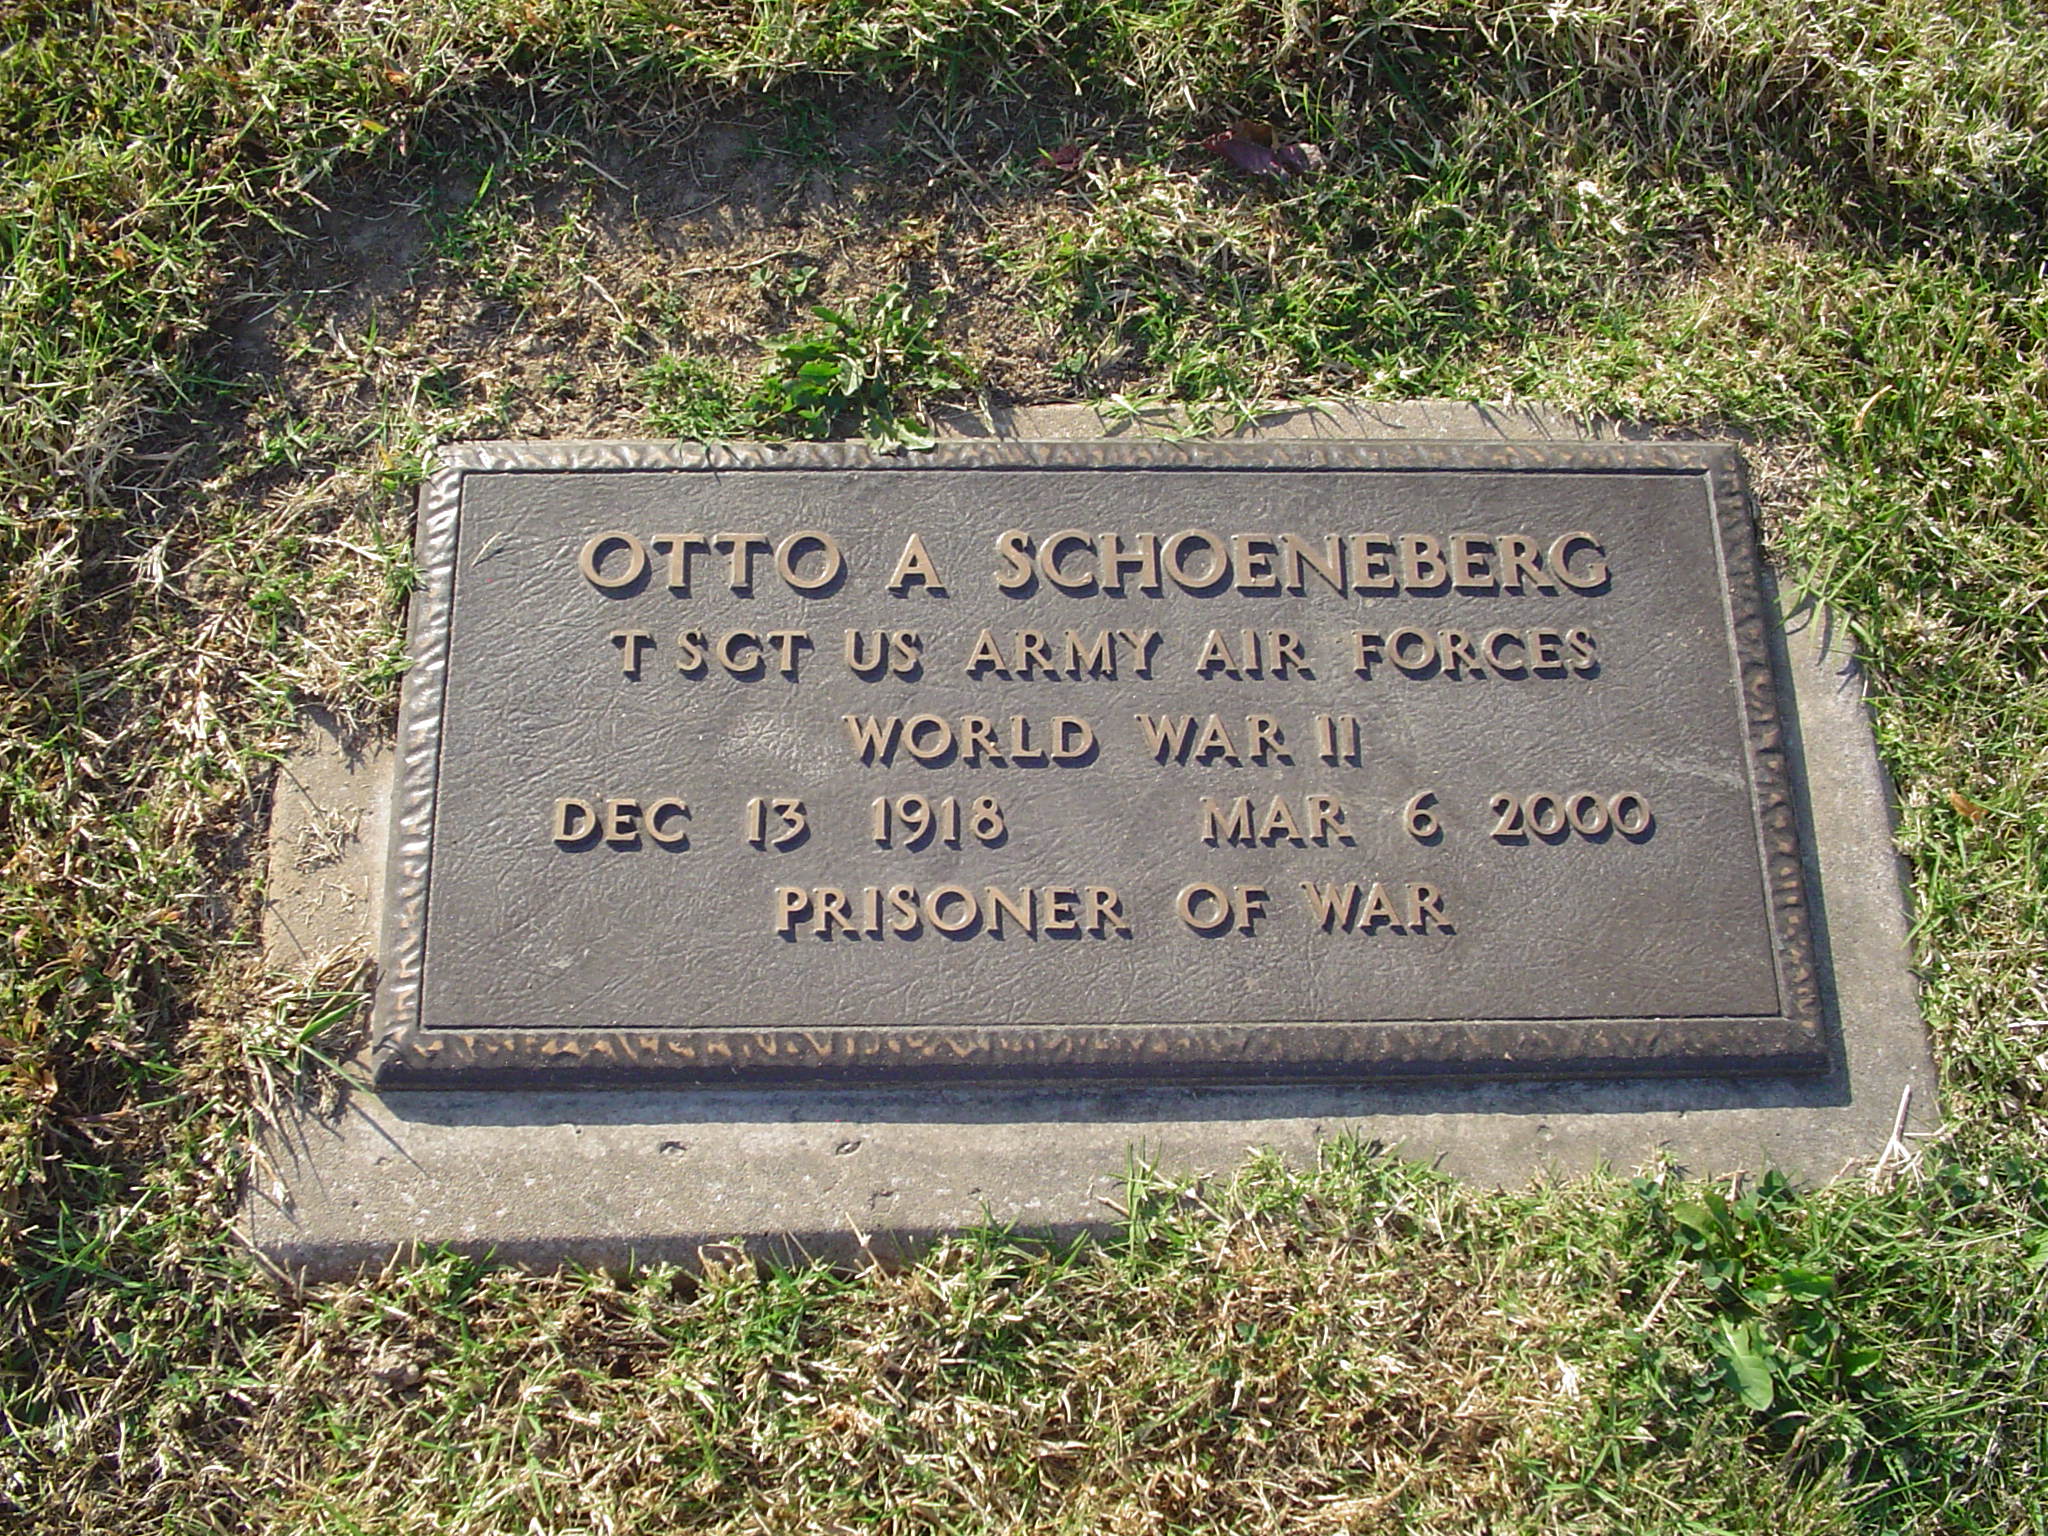 OTTO A SCHOENEBERG
T SGT US ARMY AIR FORCES
WORLD WAR II
DEC 13 1918 MAR 6 2000
PRISONER OF WAR